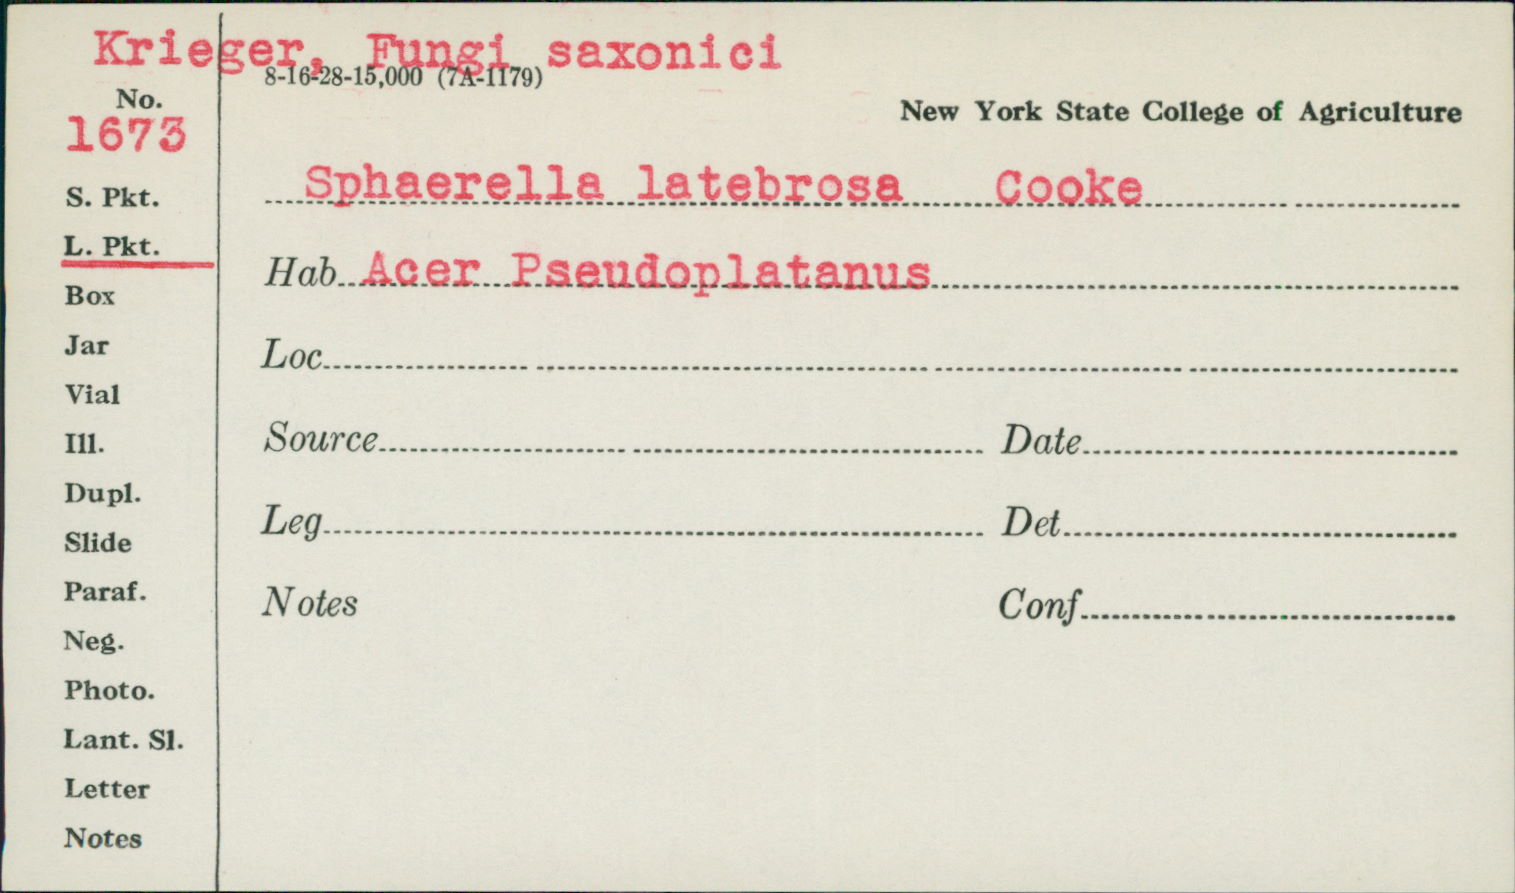 Krieger, Fungi saxonici
8-16-28-15,000 (7A-1179)
No.
1673
New York State College of Agriculture
S. Pkt.
L. Pkt.
Box
Jar
Vial
Ill.
Dupl.
Slide
Paraf.
Neg.
Photo.
Lant. Sl.
Letter
Notes
Sphaerella latebrosa Cooke
Hab. Acer Pseudoplatanus
Loc.
Source Date
Leg. Det.
Notes Conf.